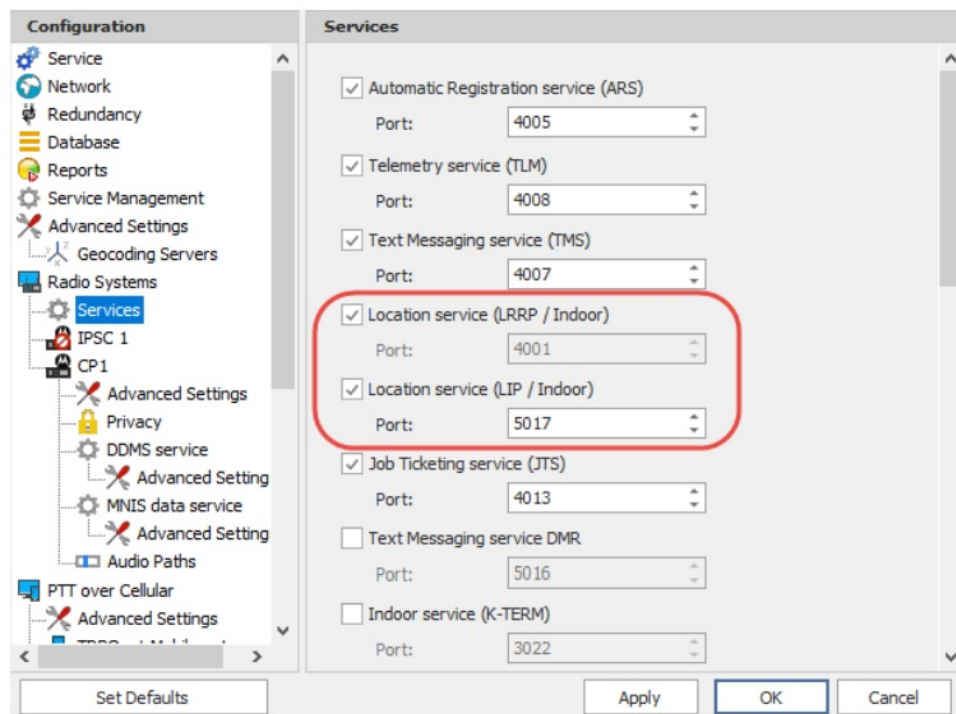 Configuration
Service
Network
Redundancy
Database
Reports
Service Management
Advanced Settings
Geocoding Servers
Radio Systems
Services
IPSC 1
CP1
Advanced Settings
Privacy
DDMS service
Advanced Setting
MNIS data service
Advanced Setting
Audio Paths
PTT over Cellular
Advanced Settings
Set Defaults
Services
Automatic Registration service (ARS)
Port: 4005
Telemetry service (TLM)
Port: 4008
Text Messaging service (TMS)
Port: 4007
Location service (LRRP / Indoor)
Port: 4001
Location service (LIP / Indoor)
Port: 5017
Job Ticketing service (JTS)
Port: 4013
Text Messaging service DMR
Port: 5016
Indoor service (K-TERM)
Port: 3022
Apply OK Cancel